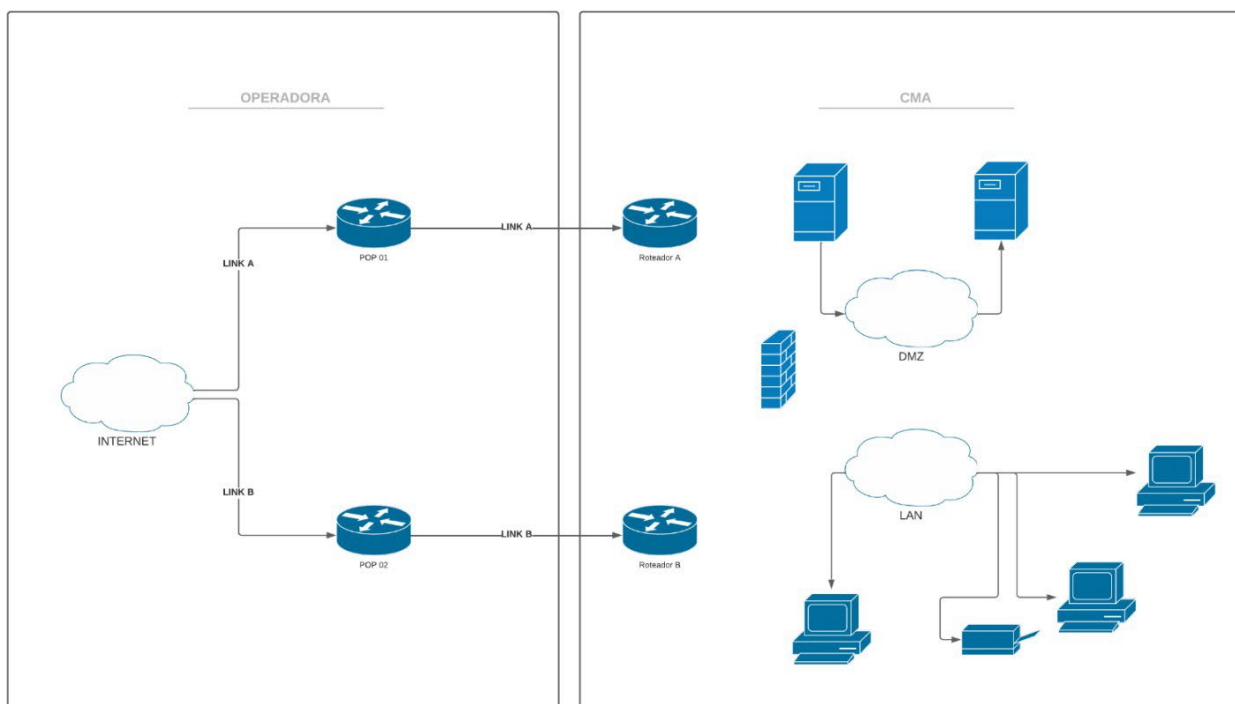 OPERADORA
LINK A
POP 01
LINK A
INTERNET
LINK B
POP 02
LINK B
CMA
Roteador A
DMZ
LAN
Roteador B